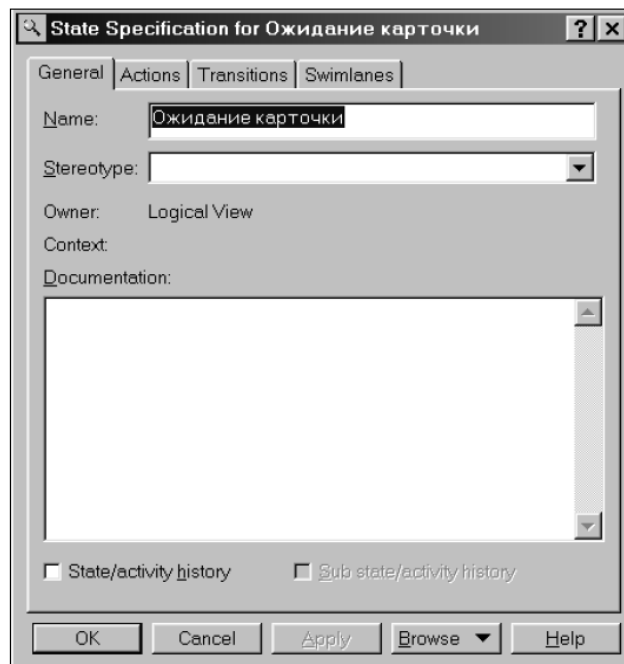 State Specification for Ожидание карточки
General Actions Transitions Swimlanes
Name: Ожидание карточки
Stereotype:
Owner: Logical View
Context:
Documentation:
State/activity history Sub state/activity history
OK Cancel Apply Browse Help